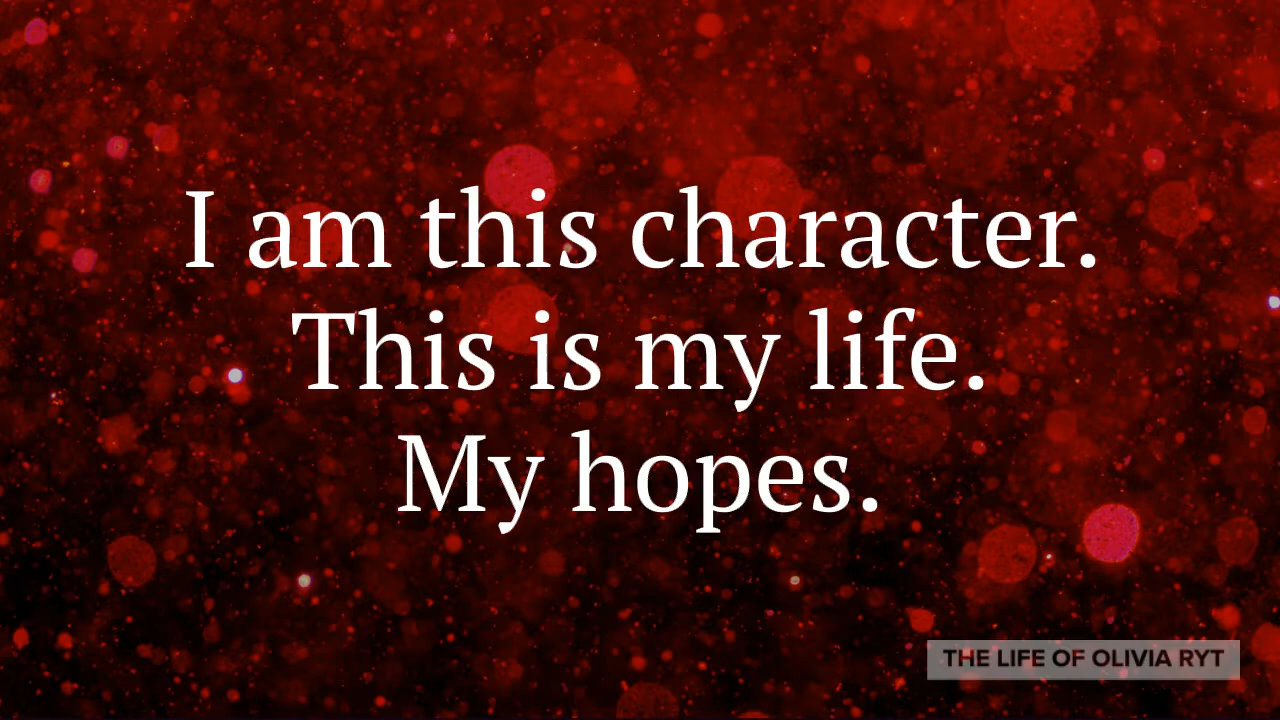 I am this character.
This is my life.
My hopes.
THE LIFE OF OLIVIA RYT